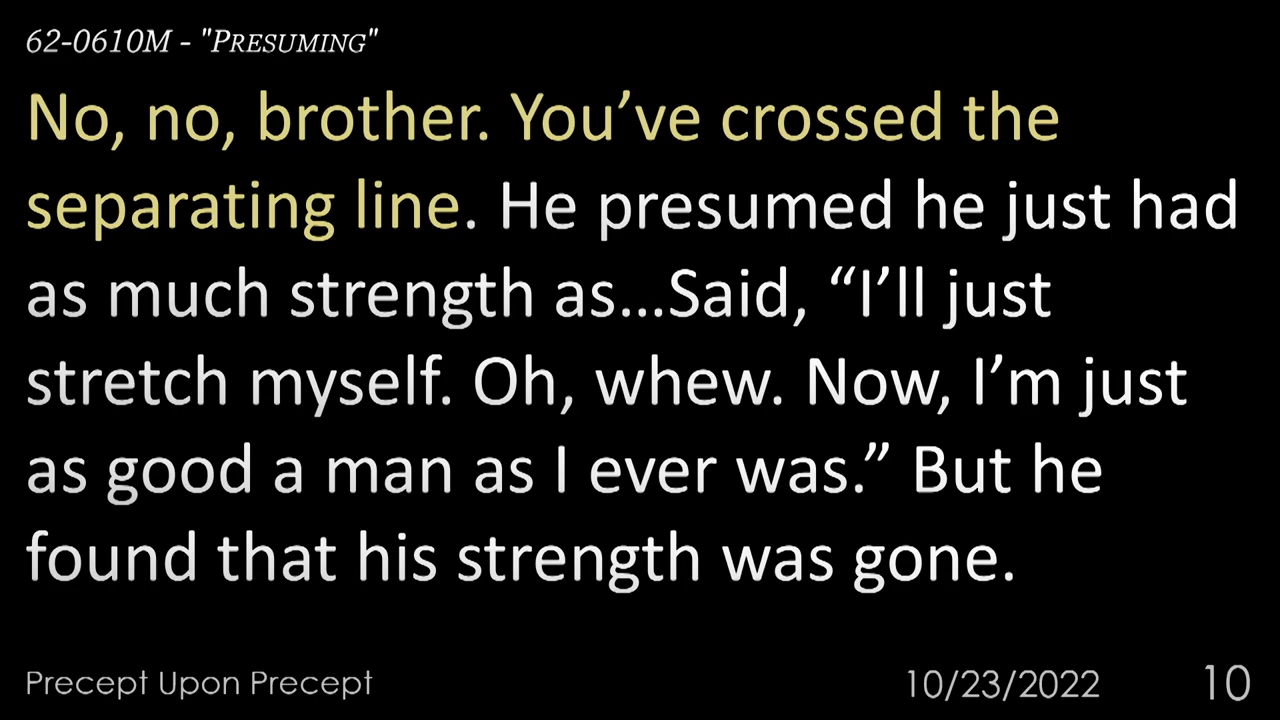 62-0610M - "PRESUMING"
No, no, brother. You’ve crossed the
separating line. He presumed he just had
as much strength as...Said, “I’ll just
stretch myself. Oh, whew. Now, I’m just
as good a man as I ever was.” But he
found that his strength was gone.
Precept Upon Precept 10/23/2022 10